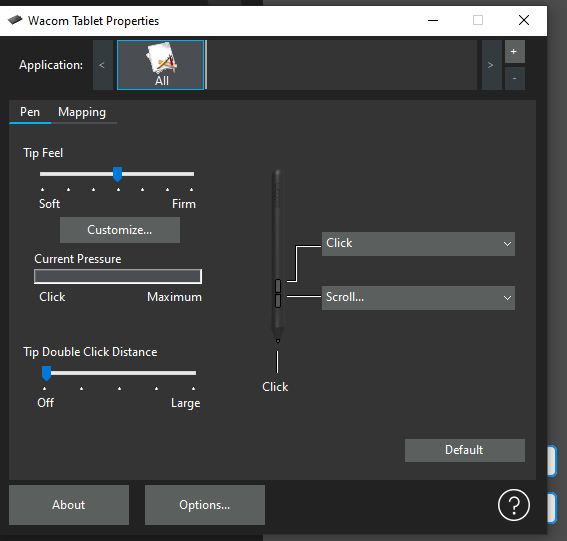 Wacom Tablet Properties
Application:
<
All
>
+
-
Pen
Mapping
Tip Feel
Soft
Firm
Customize...
Current Pressure
Click
Maximum
Click
Scroll...
Tip Double Click Distance
Off
Large
Click
Default
About
Options...
?